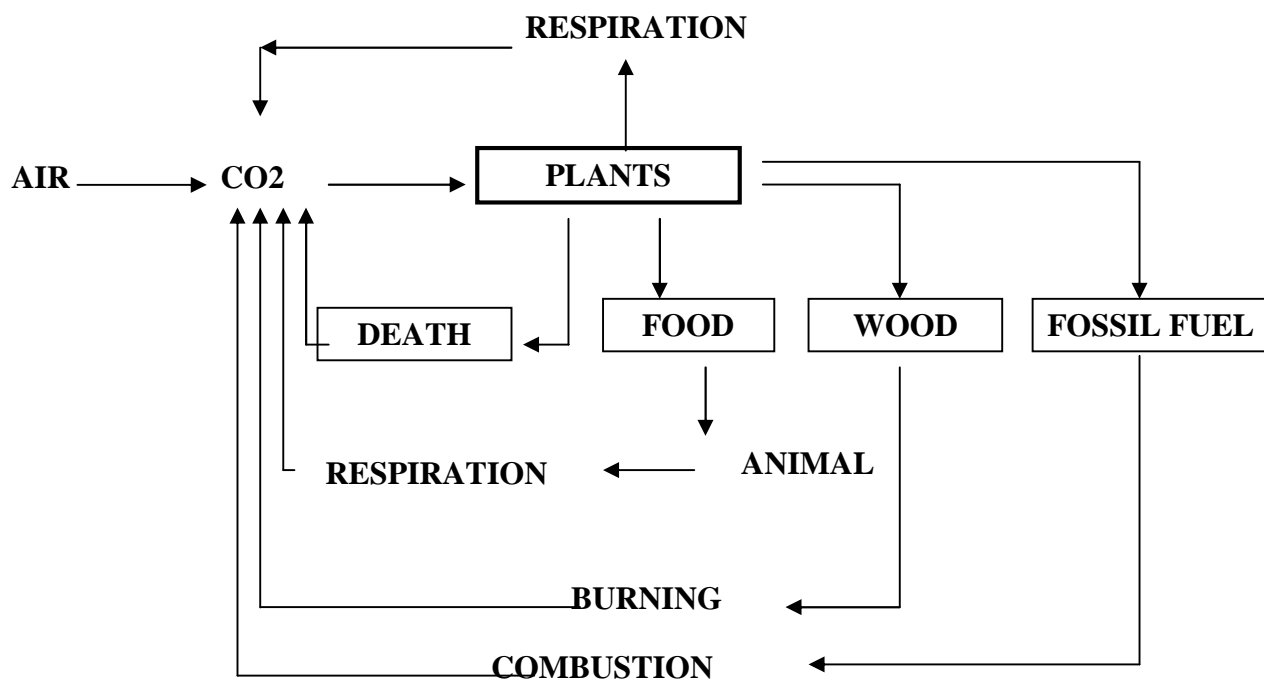 RESPIRATION
AIR
CO2
PLANTS
DEATH
FOOD
WOOD
FOSSIL FUEL
RESPIRATION
ANIMAL
BURNING
COMBUSTION